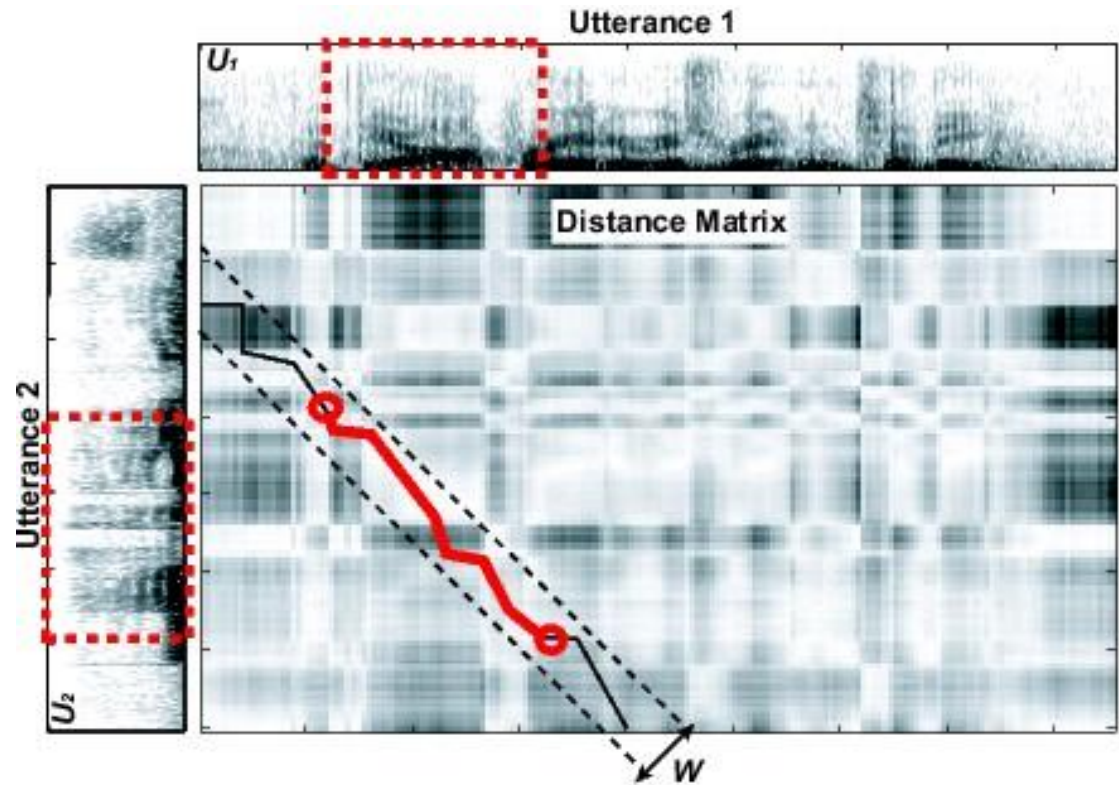 Utterance 1
U₁
Distance Matrix
Utterance 2
U₂
W